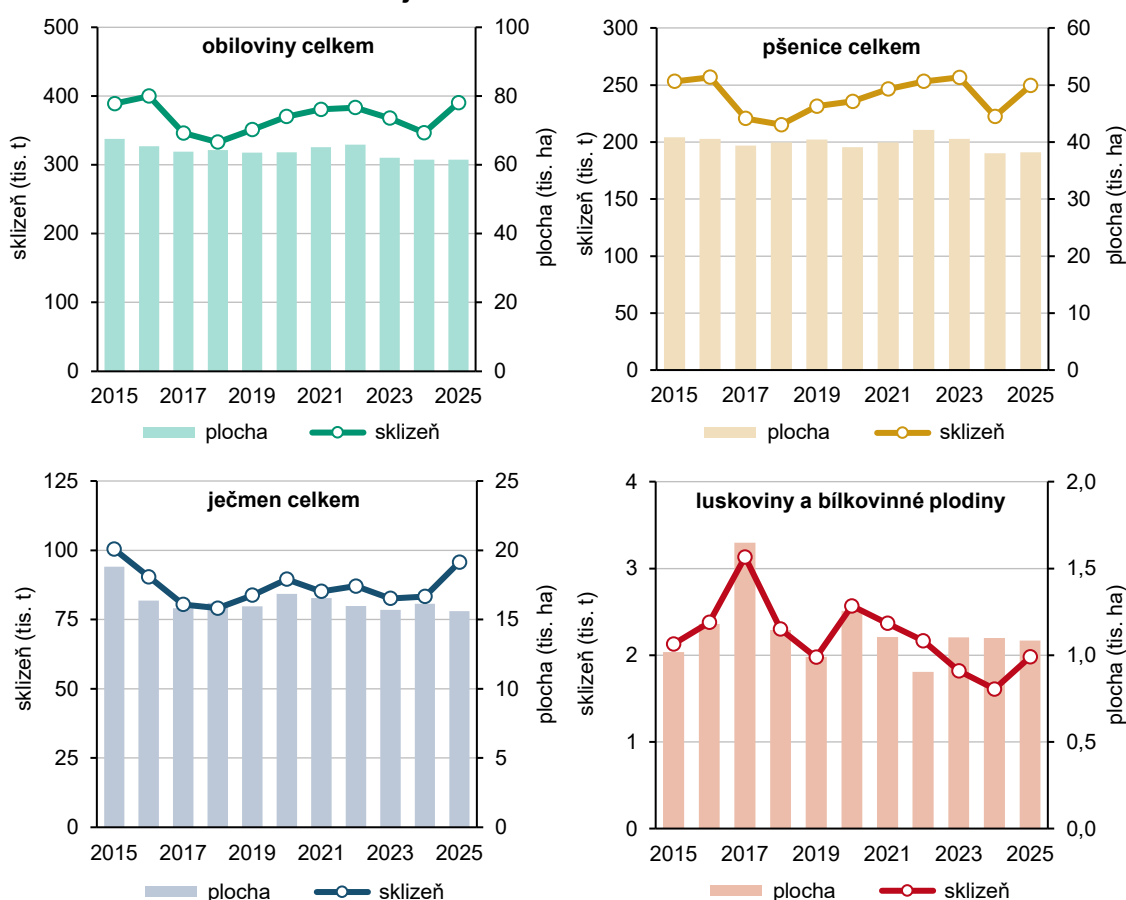 obiloviny celkem
sklizeň (tis. t)
500
400
300
200
100
0
plocha (tis. ha)
100
80
60
40
20
0
2015 2017 2019 2021 2023 2025
plocha sklizeň
pšenice celkem
sklizeň (tis. t)
300
250
200
150
100
50
0
plocha (tis. ha)
60
50
40
30
20
10
0
2015 2017 2019 2021 2023 2025
plocha sklizeň
ječmen celkem
sklizeň (tis. t)
125
100
75
50
25
0
plocha (tis. ha)
25
20
15
10
5
0
2015 2017 2019 2021 2023 2025
plocha sklizeň
luskoviny a bílkovinné plodiny
sklizeň (tis. t)
4
3
2
1
0
plocha (tis. ha)
2,0
1,5
1,0
0,5
0,0
2015 2017 2019 2021 2023 2025
plocha sklizeň